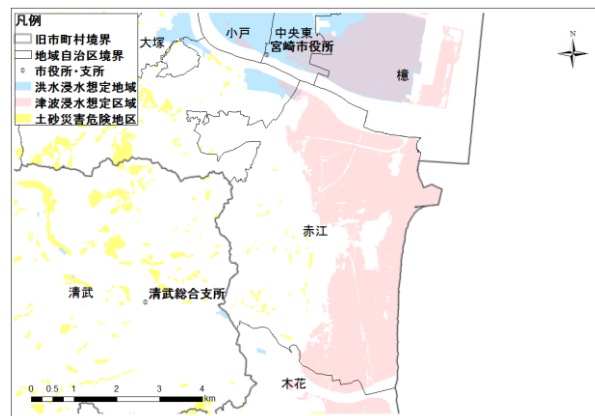 凡例
旧市町村境界
地域自治区境界
市役所・支所
洪水浸水想定地域
津波浸水想定区域
土砂災害危険地区
大塚
小戸
中央東
宮崎市役所
檍
N
赤江
清武
清武総合支所
木花
0 0.5 1 2 3 4
km